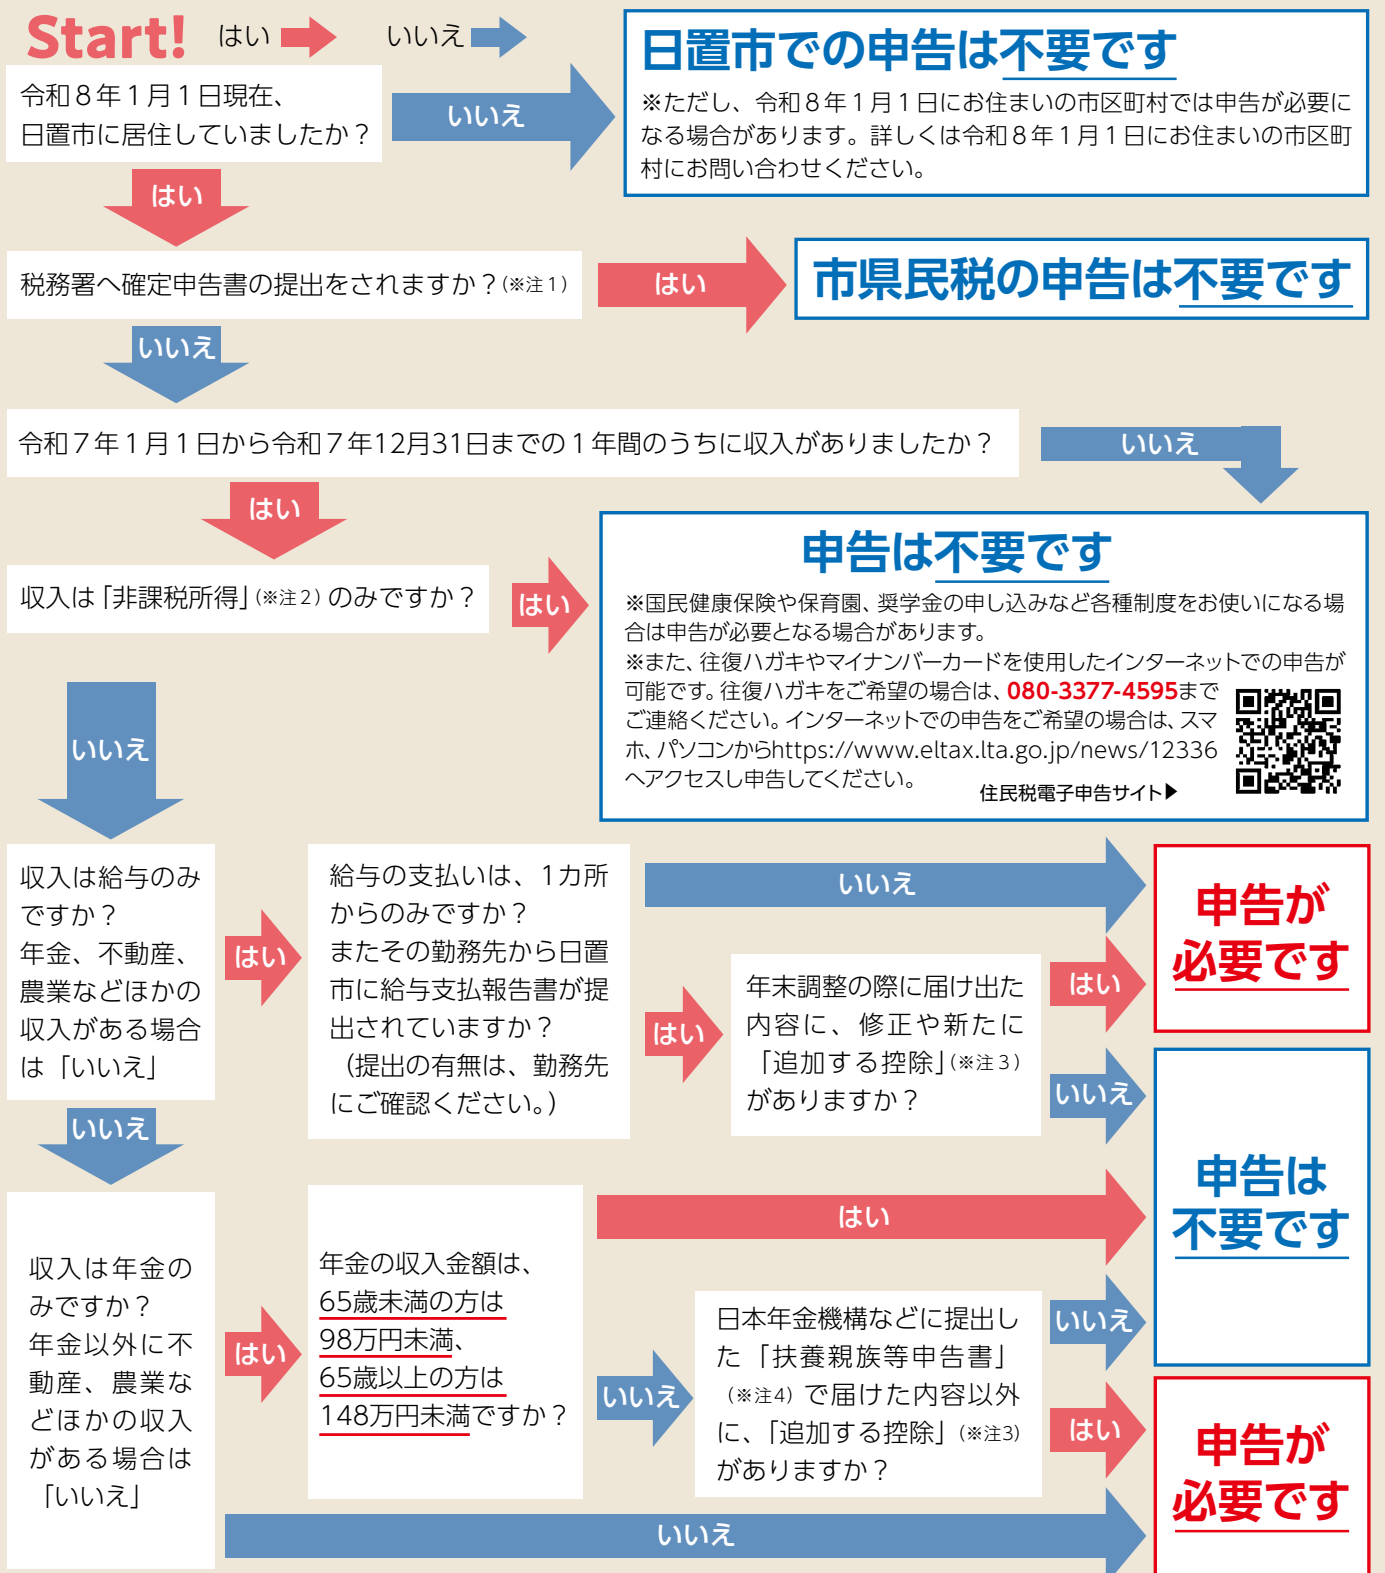 Start! はい いいえ
令和８年１月１日現在、
日置市に居住していましたか？
いいえ
日置市での申告は不要です
※ただし、令和８年１月１日にお住まいの市区町村では申告が必要に
なる場合があります。詳しくは令和８年１月１日にお住まいの市区町
村にお問い合わせください。
はい
税務署へ確定申告書の提出をされますか？(※注１)
はい
市県民税の申告は不要です
いいえ
令和７年１月１日から令和７年12月31日までの１年間のうちに収入がありましたか？
いいえ
はい
収入は「非課税所得」(※注２)のみですか？
はい
申告は不要です
※国民健康保険や保育園、奨学金の申し込みなど各種制度をお使いになる場
合は申告が必要となる場合があります。
※また、往復ハガキやマイナンバーカードを使用したインターネットでの申告が
可能です。往復ハガキをご希望の場合は、080-3377-4595まで
ご連絡ください。インターネットでの申告をご希望の場合は、スマ
ホ、パソコンからhttps://www.eltax.lta.go.jp/news/12336
へアクセスし申告してください。
住民税電子申告サイト▶
いいえ
収入は給与のみ
ですか？
年金、不動産、
農業などほかの
収入がある場合
は「いいえ」
はい
給与の支払いは、1カ所
からのみですか？
またその勤務先から日置
市に給与支払報告書が提
出されていますか？
（提出の有無は、勤務先
にご確認ください。）
いいえ
はい
年末調整の際に届け出た
内容に、修正や新たに
「追加する控除」(※注３)
がありますか？
はい
いいえ
申告が
必要です
いいえ
収入は年金の
みですか？
年金以外に不
動産、農業な
どほかの収入
がある場合は
「いいえ」
はい
年金の収入金額は、
65歳未満の方は
98万円未満、
65歳以上の方は
148万円未満ですか？
はい
いいえ
日本年金機構などに提出し
た「扶養親族等申告書」
(※注4)で届けた内容以外
に、「追加する控除」(※注3)
がありますか？
いいえ
はい
申告は
不要です
いいえ
申告が
必要です